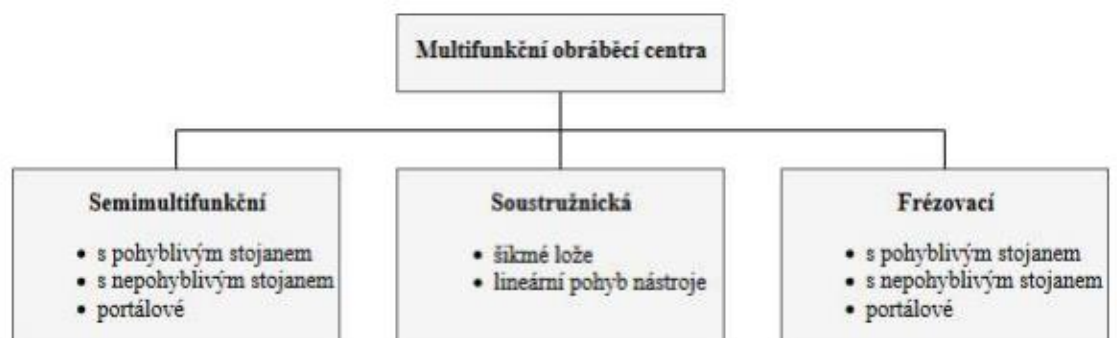 Multifunkční obráběcí centra
Semimultifunkční
• s pohyblivým stojanem
• s nepohyblivým stojanem
• portálové
Soustružnická
• šikmé lože
• lineární pohyb nástroje
Frézovací
• s pohyblivým stojanem
• s nepohyblivým stojanem
• portálové